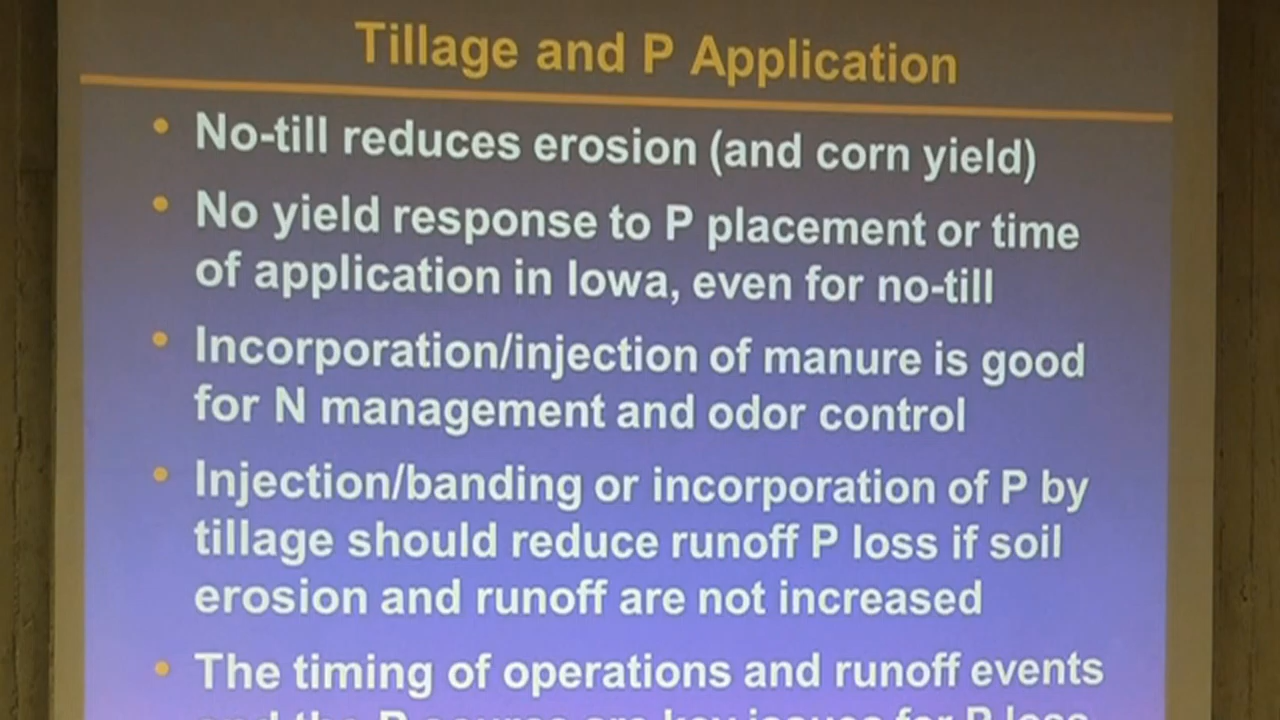 Tillage and P Application
• No-till reduces erosion (and corn yield)
• No yield response to P placement or time
of application in Iowa, even for no-till
• Incorporation/injection of manure is good
for N management and odor control
• Injection/banding or incorporation of P by
tillage should reduce runoff P loss if soil
erosion and runoff are not increased
• The timing of operations and runoff events
and the P source are key issues for P loss